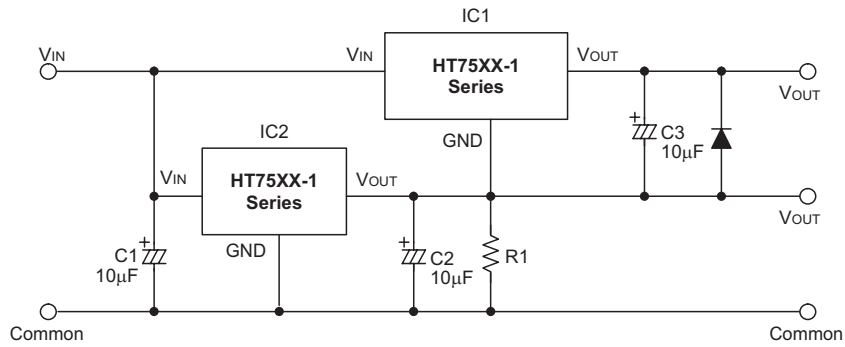 IC1
VIN
VIN
HT75XX-1
Series
VOUT
VOUT
GND
+
C3
10μF
IC2
VIN
HT75XX-1
Series
VOUT
VOUT
GND
+
C1
10μF
+
C2
10μF
R1
Common
Common